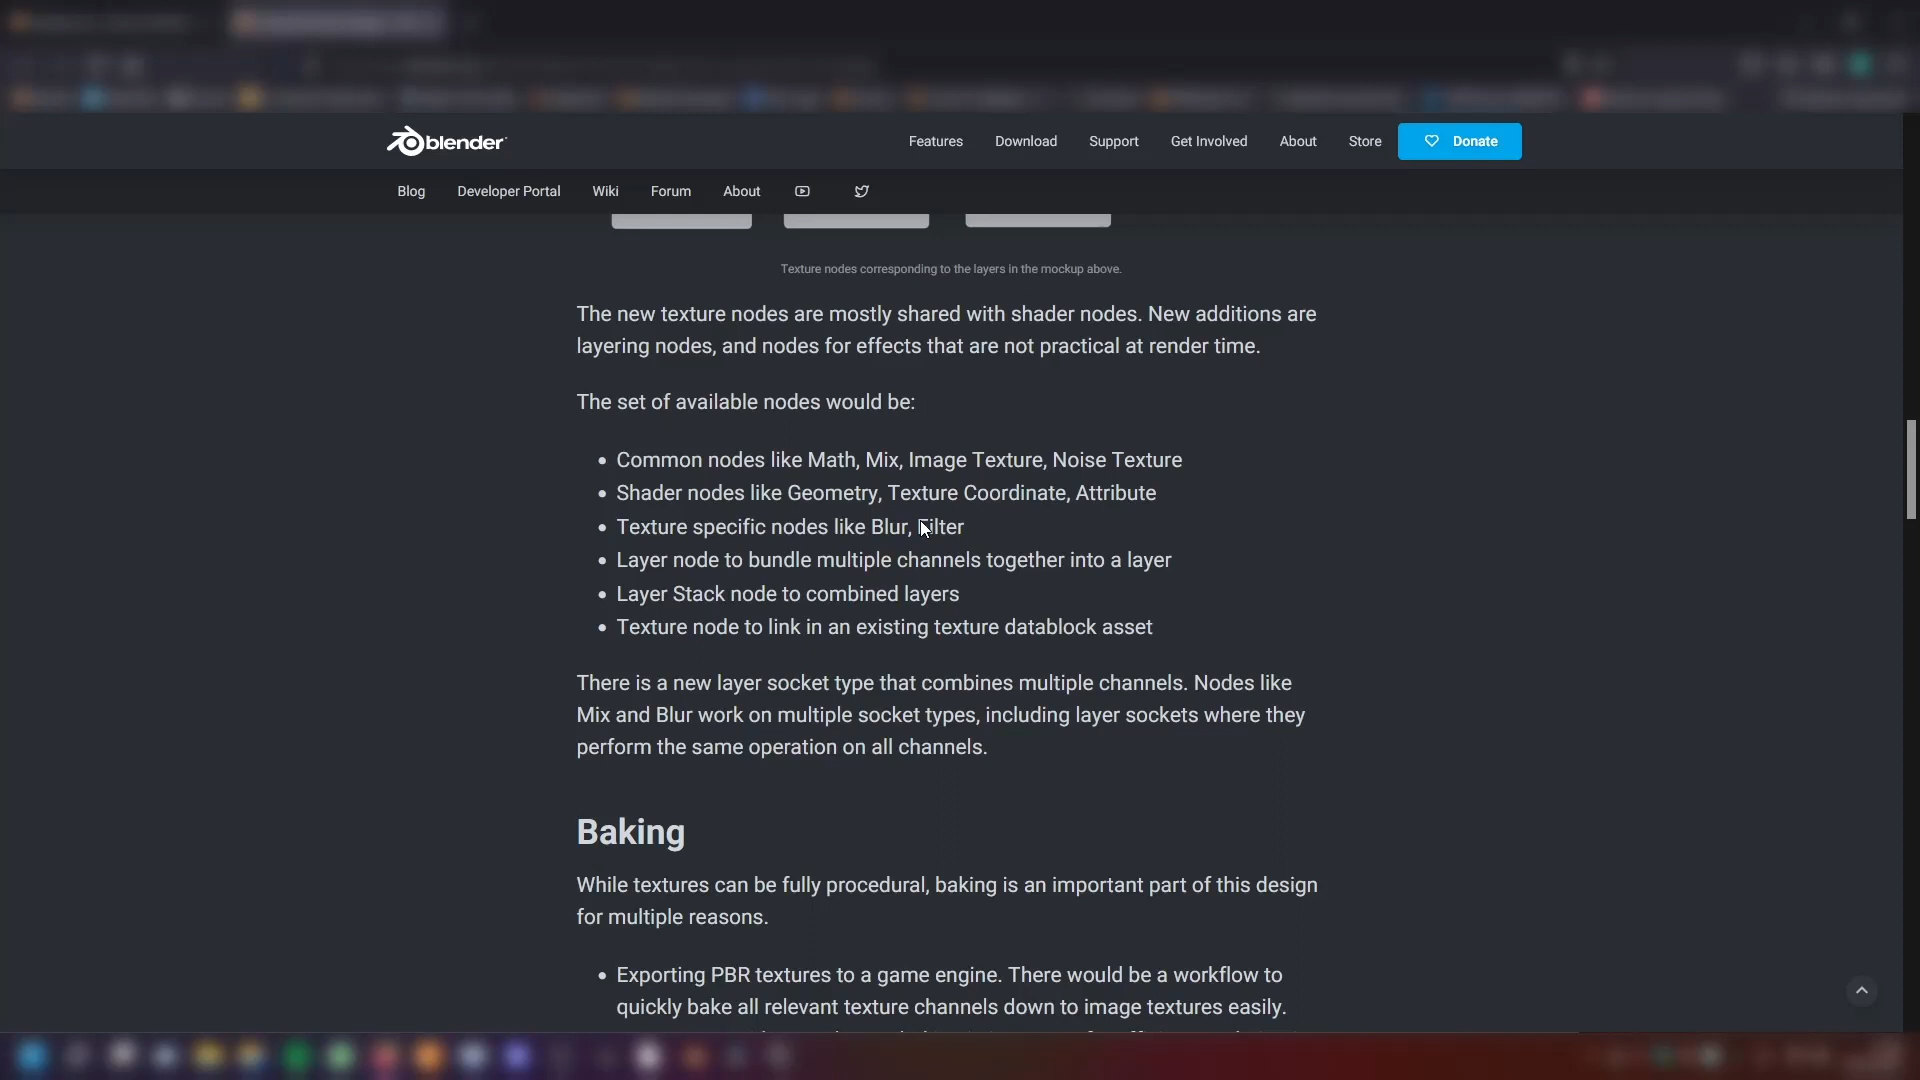 blender
Features Download Support Get Involved About Store Donate
Blog Developer Portal Wiki Forum About
Texture nodes corresponding to the layers in the mockup above.
The new texture nodes are mostly shared with shader nodes. New additions are
layering nodes, and nodes for effects that are not practical at render time.
The set of available nodes would be:
• Common nodes like Math, Mix, Image Texture, Noise Texture
• Shader nodes like Geometry, Texture Coordinate, Attribute
• Texture specific nodes like Blur, Filter
• Layer node to bundle multiple channels together into a layer
• Layer Stack node to combined layers
• Texture node to link in an existing texture datablock asset
There is a new layer socket type that combines multiple channels. Nodes like
Mix and Blur work on multiple socket types, including layer sockets where they
perform the same operation on all channels.
Baking
While textures can be fully procedural, baking is an important part of this design
for multiple reasons.
• Exporting PBR textures to a game engine. There would be a workflow to
quickly bake all relevant texture channels down to image textures easily.